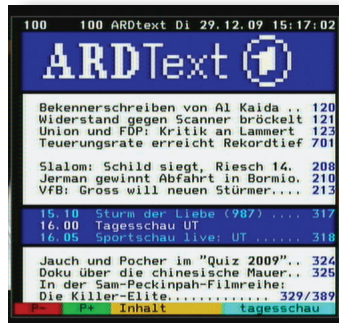 100 100 ARDtext Di 29.12.09 15:17:02
ARDText 1
Bekennerschreiben von Al Kaida .. 120
Widerstand gegen Scanner bröckelt 121
Union und FDP: Kritik an Lammert 123
Teuerungsrate erreicht Rekordtief 701
Slalom: Schild siegt, Riesch 14. 208
Jerman gewinnt Abfahrt in Bormio. 210
VfB: Gross will neuen Stürmer.... 213
15.10 Sturm der Liebe (987) .... 317
16.00 Tagesschau UT
16.05 Sportschau live: UT ...... 318
Jauch und Pocher im "Quiz 2009".. 324
Doku über die chinesische Mauer.. 325
In der Sam-Peckinpah-Filmreihe:
Die Killer-Elite............. 329/389
P- P+ Inhalt tagesschau